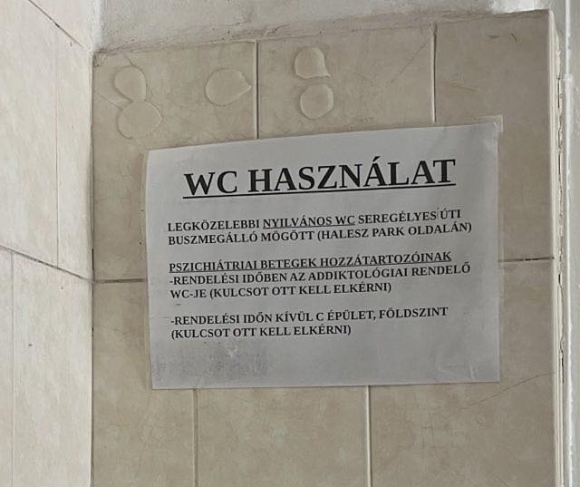 WC HASZNÁLAT
LEGKÖZELEBBI NYILVÁNOS WC SEREGÉLYES ÚTI
BUSZMEGÁLLÓ MÖGÖTT (HALESZ PARK OLDALÁN)
PSZICHIÁTRIAI BETEGEK HOZZÁTARTOZÓINAK
-RENDELÉSI IDŐBEN AZ ADDIKTOLÓGIAI RENDELŐ
WC-JE (KULCSOT OTT KELL ELKÉRNI)
-RENDELÉSI IDŐN KÍVÜL C ÉPÜLET, FÖLDSZINT
(KULCSOT OTT KELL ELKÉRNI)